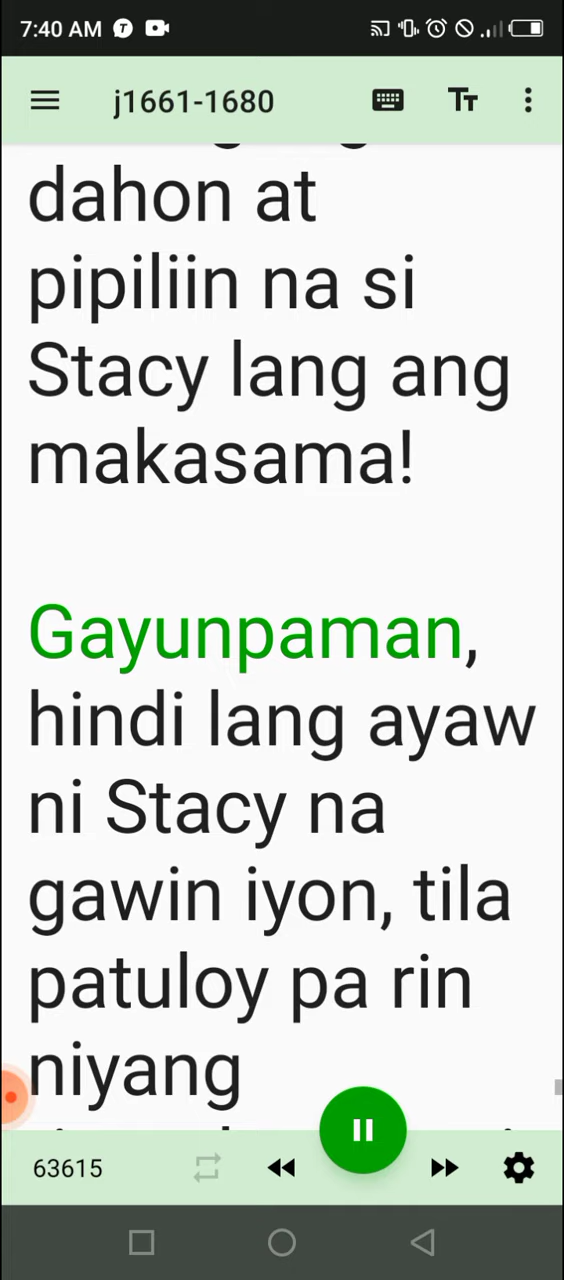 7:40 AM
j1661-1680
dahon at
pipiliin na si
Stacy lang ang
makasama!
Gayunpaman,
hindi lang ayaw
ni Stacy na
gawin iyon, tila
patuloy pa rin
niyang
63615